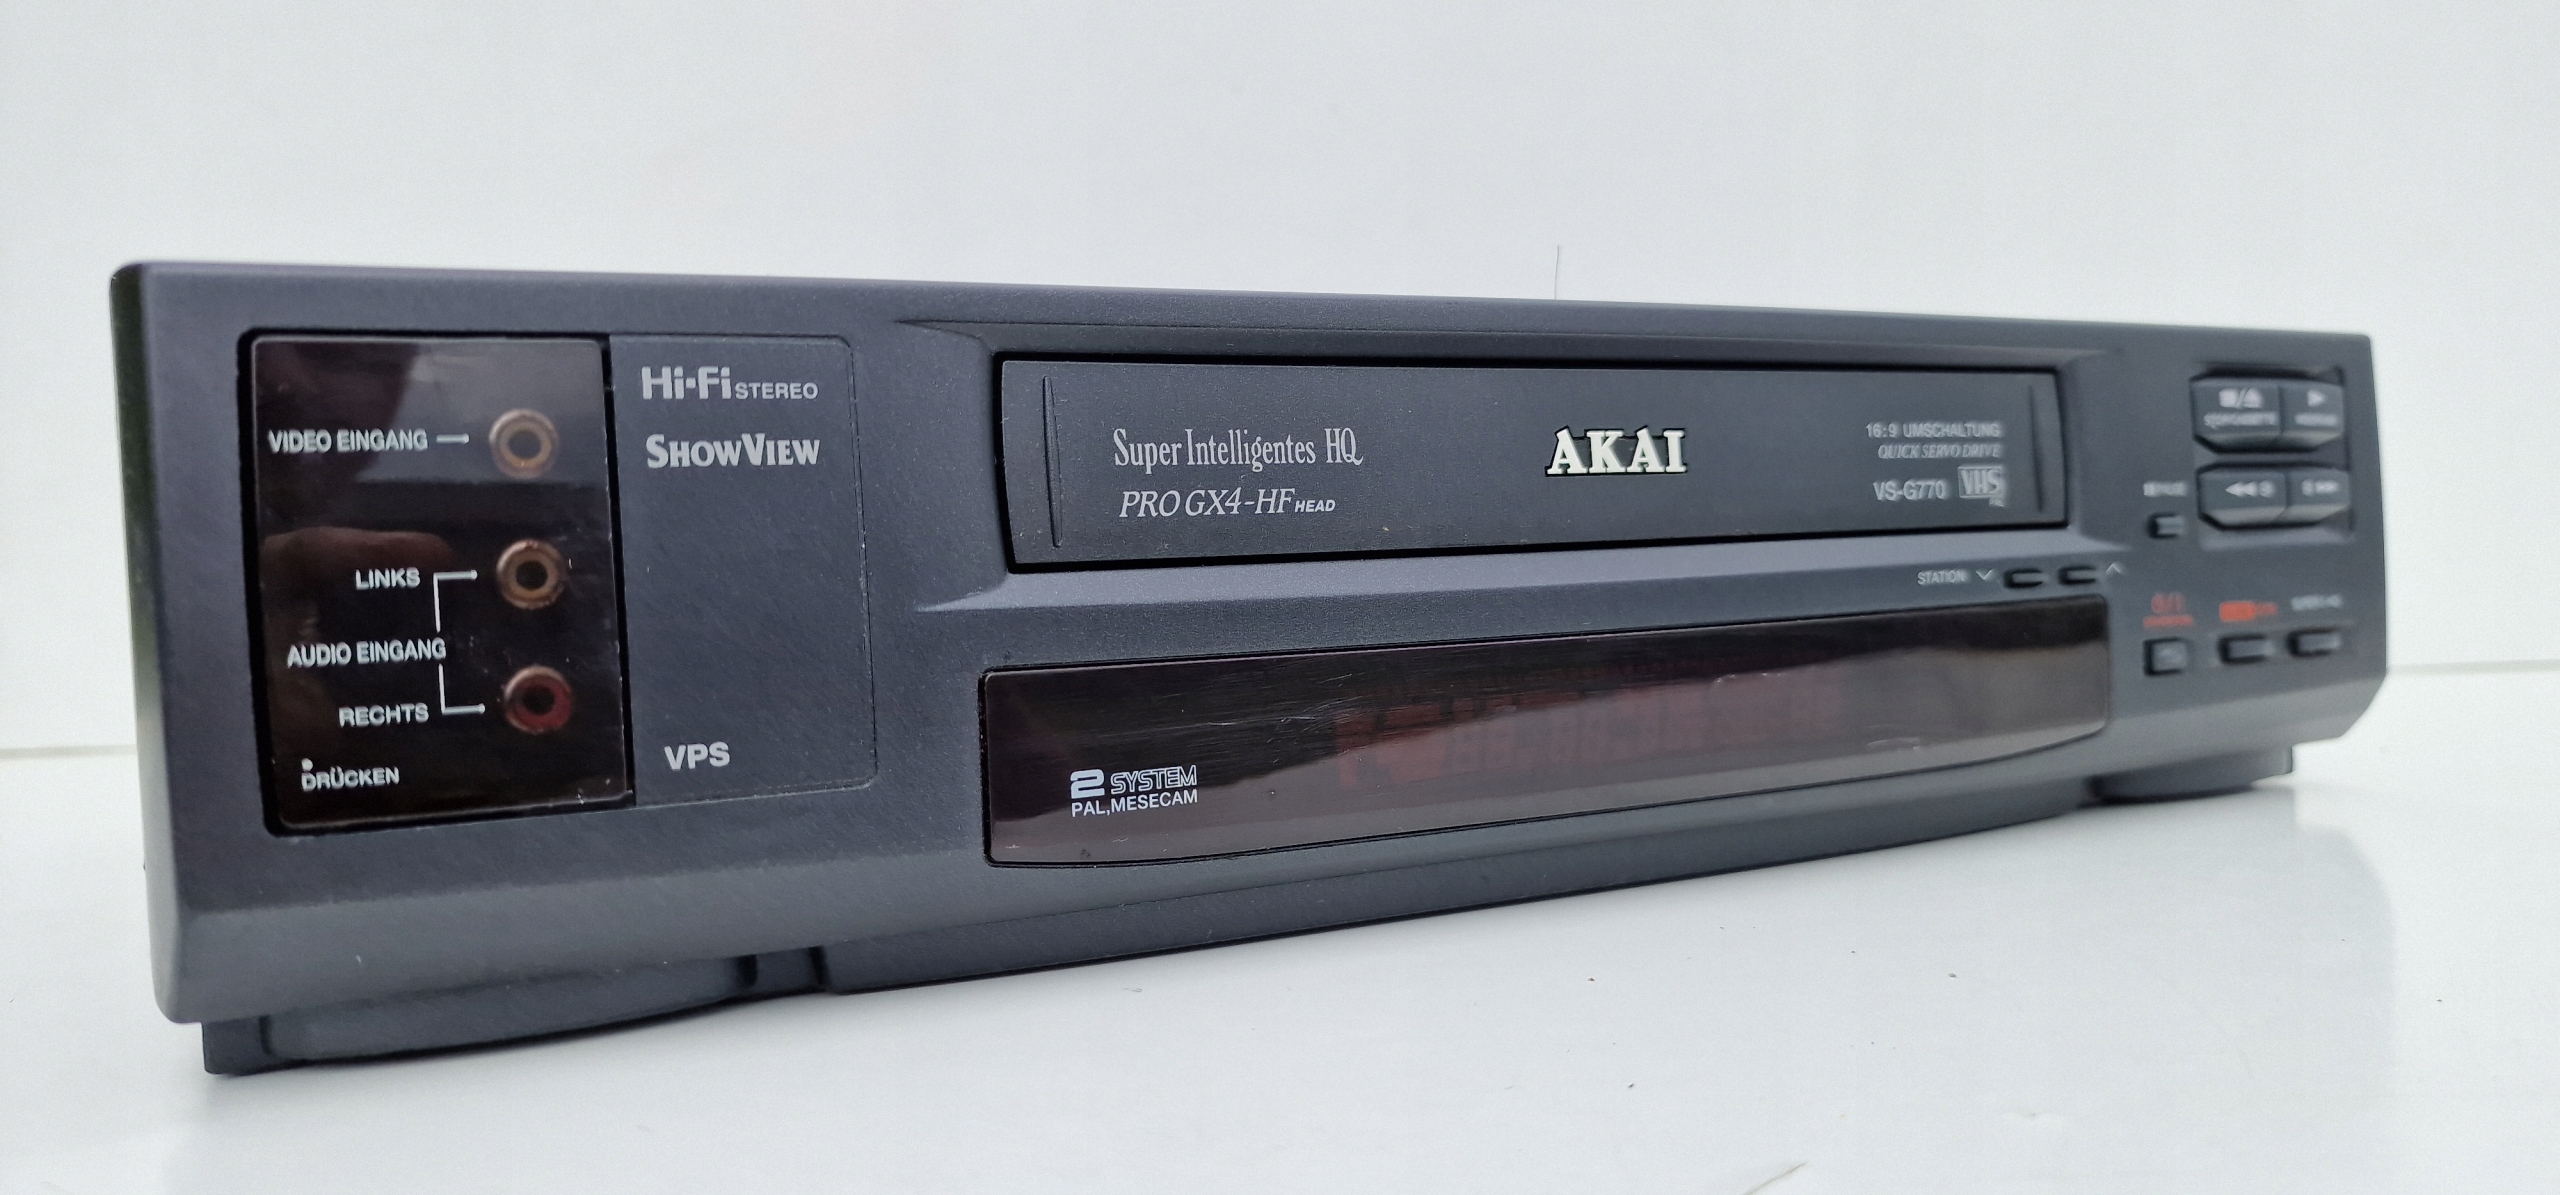 Hi-Fi STEREO
SHOWVIEW
VPS
VIDEO EINGANG
LINKS
AUDIO EINGANG
RECHTS
DRÜCKEN
Super Intelligentes HQ
PRO GX4-HF HEAD
AKAI
16:9 UMSCHALTUNG
QUICK SERVO DRIVE
VS-G770 VHS
PAL
STATION
2 SYSTEM
PAL,MESECAM